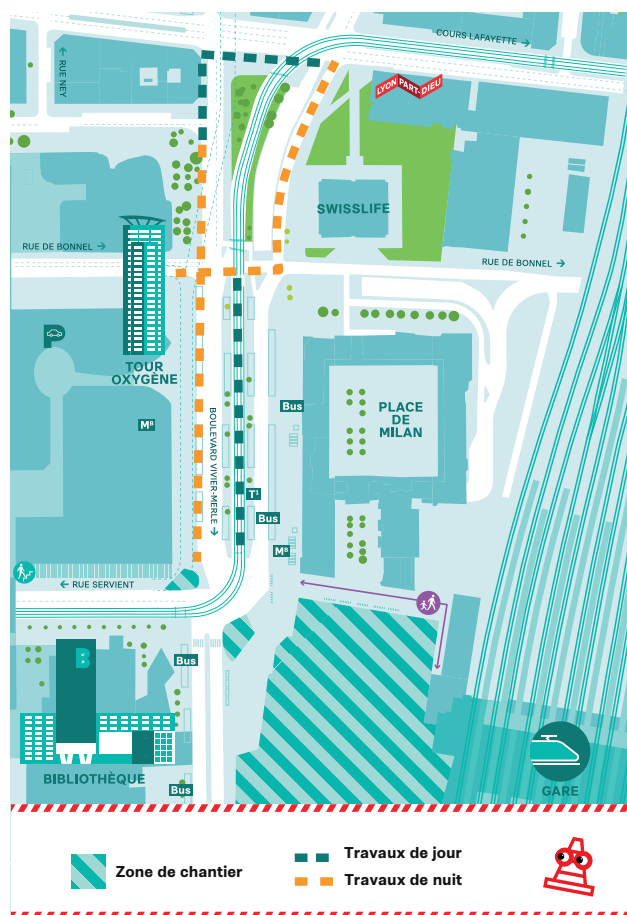 COURS LAFAYETTE →
↑ RUE NEY
LYON PART-DIEU
SWISSLIFE
RUE DE BONNEL →
RUE DE BONNEL →
P
TOUR
OXYGÈNE
Bus
PLACE
DE
MILAN
Mᴮ
BOULEVARD VIVIER-MERLE →
T¹
Bus
Mᴮ
← RUE SERVIENT
B
Bus
BIBLIOTHÈQUE
Bus
GARE
Zone de chantier
Travaux de jour
Travaux de nuit